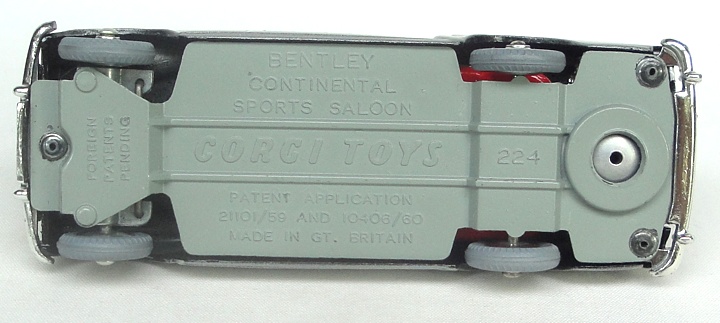 BENTLEY
CONTINENTAL
SPORTS SALOON
FOREIGN
PATENTS
PENDING
CORGI TOYS
224
PATENT APPLICATION
21101/59 AND 10406/60
MADE IN GT. BRITAIN